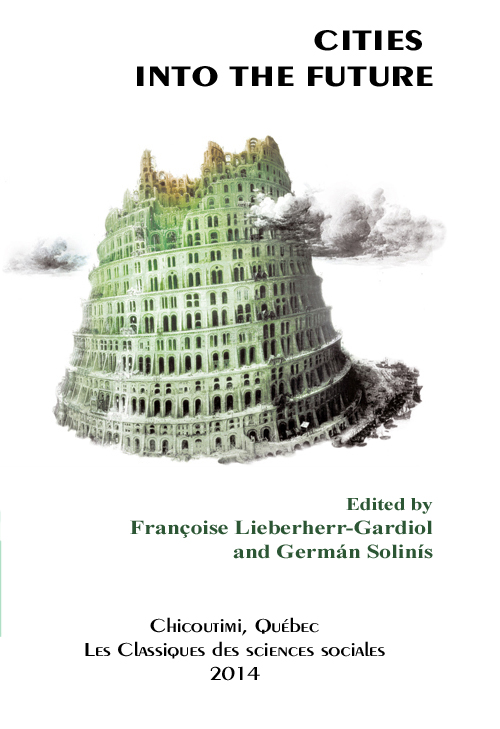 CITIES
INTO THE FUTURE
Edited by
Françoise Lieberherr-Gardiol
and Germán Solinís
Chicoutimi, Québec
Les Classiques des sciences sociales
2014